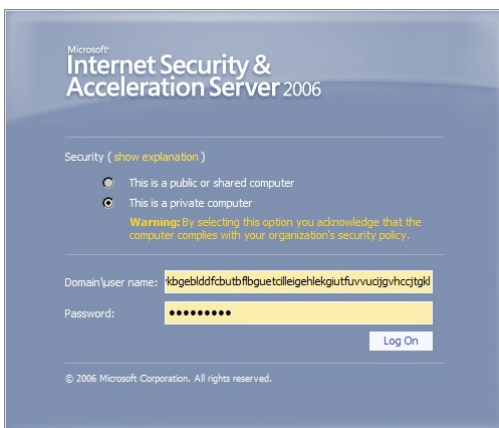 Microsoft
Internet Security &
Acceleration Server 2006
Security ( show explanation )
This is a public or shared computer
This is a private computer
Warning: By selecting this option you acknowledge that the
computer complies with your organization's security policy.
Domain\user name:
Password: •••••••••
Log On
© 2006 Microsoft Corporation. All rights reserved.